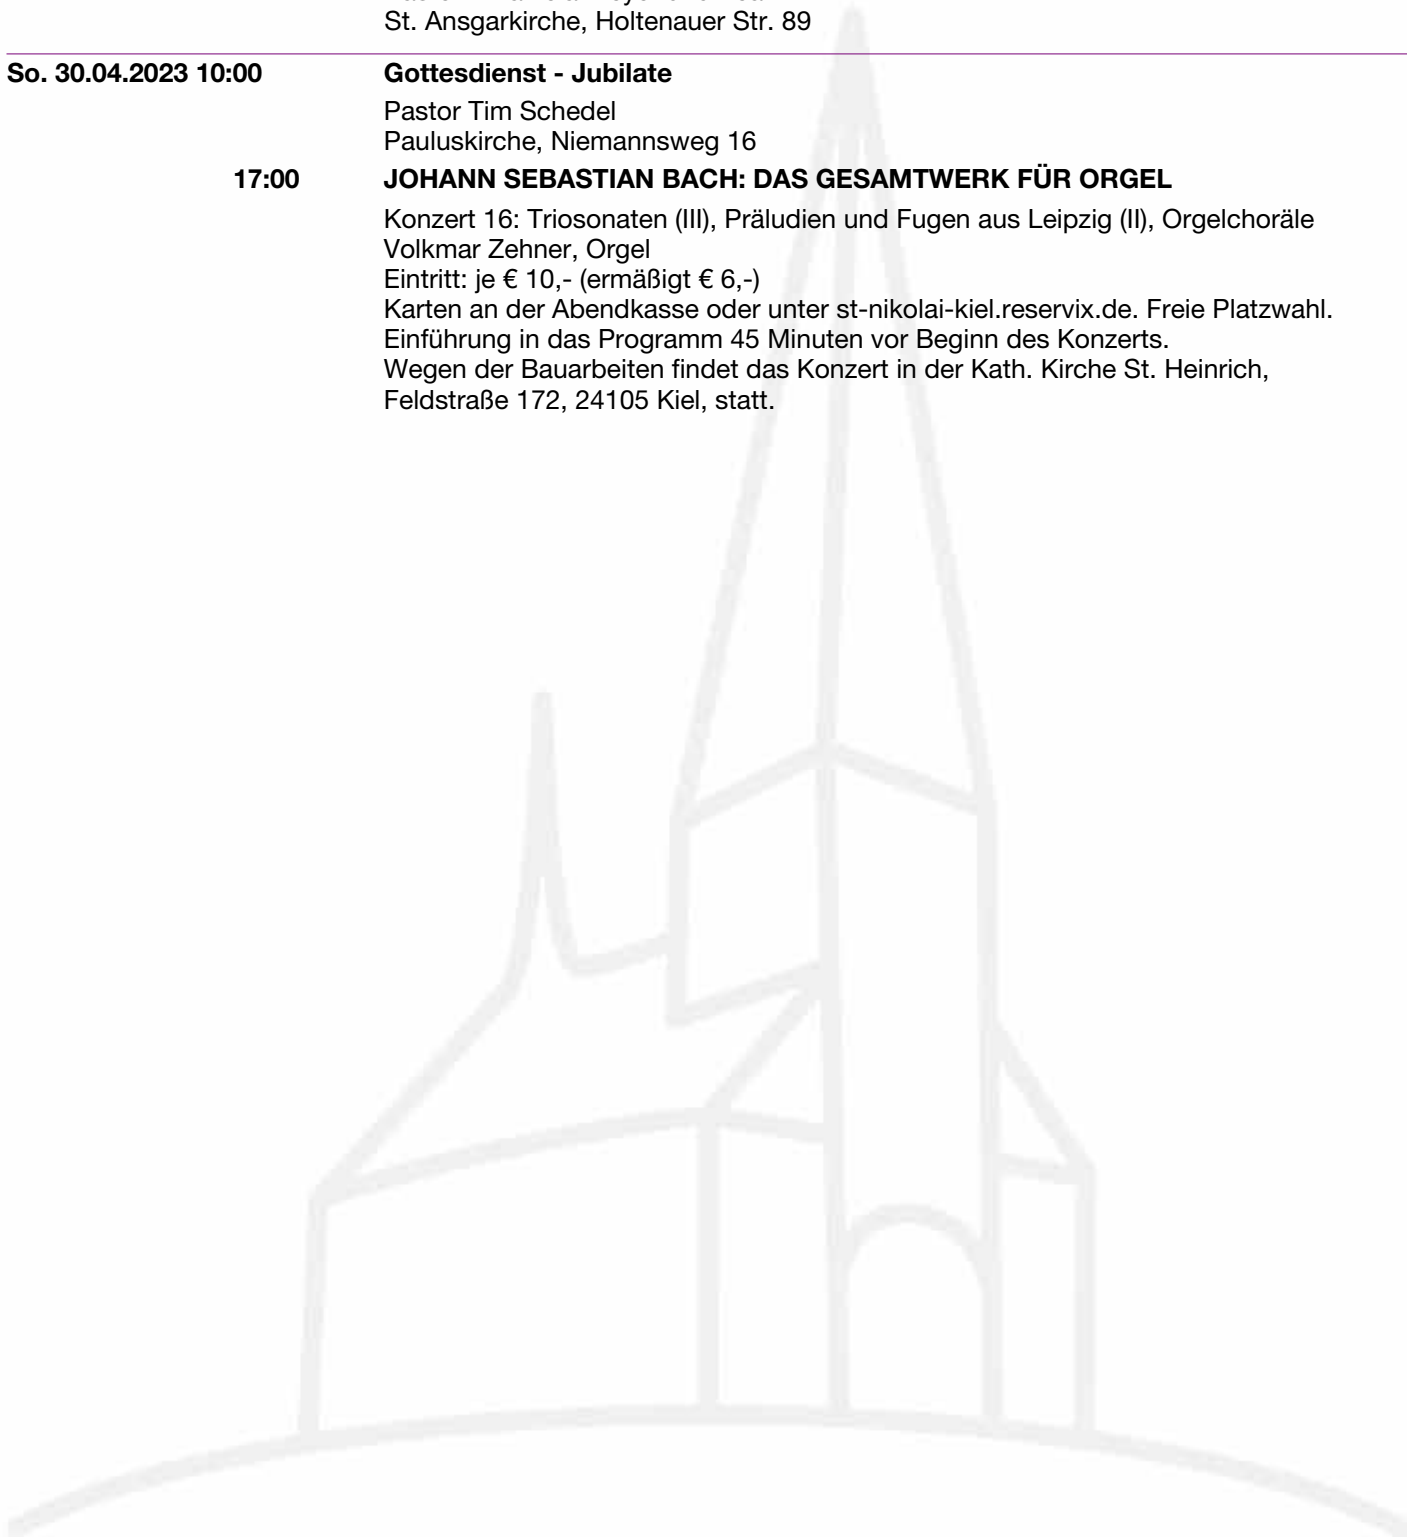 St. Ansgarkirche, Holtenauer Str. 89
So. 30.04.2023 10:00 Gottesdienst - Jubilate
Pastor Tim Schedel
Pauluskirche, Niemannsweg 16
17:00 JOHANN SEBASTIAN BACH: DAS GESAMTWERK FÜR ORGEL
Konzert 16: Triosonaten (III), Präludien und Fugen aus Leipzig (II), Orgelchoräle
Volkmar Zehner, Orgel
Eintritt: je € 10,- (ermäßigt € 6,-)
Karten an der Abendkasse oder unter st-nikolai-kiel.reservix.de. Freie Platzwahl.
Einführung in das Programm 45 Minuten vor Beginn des Konzerts.
Wegen der Bauarbeiten findet das Konzert in der Kath. Kirche St. Heinrich,
Feldstraße 172, 24105 Kiel, statt.